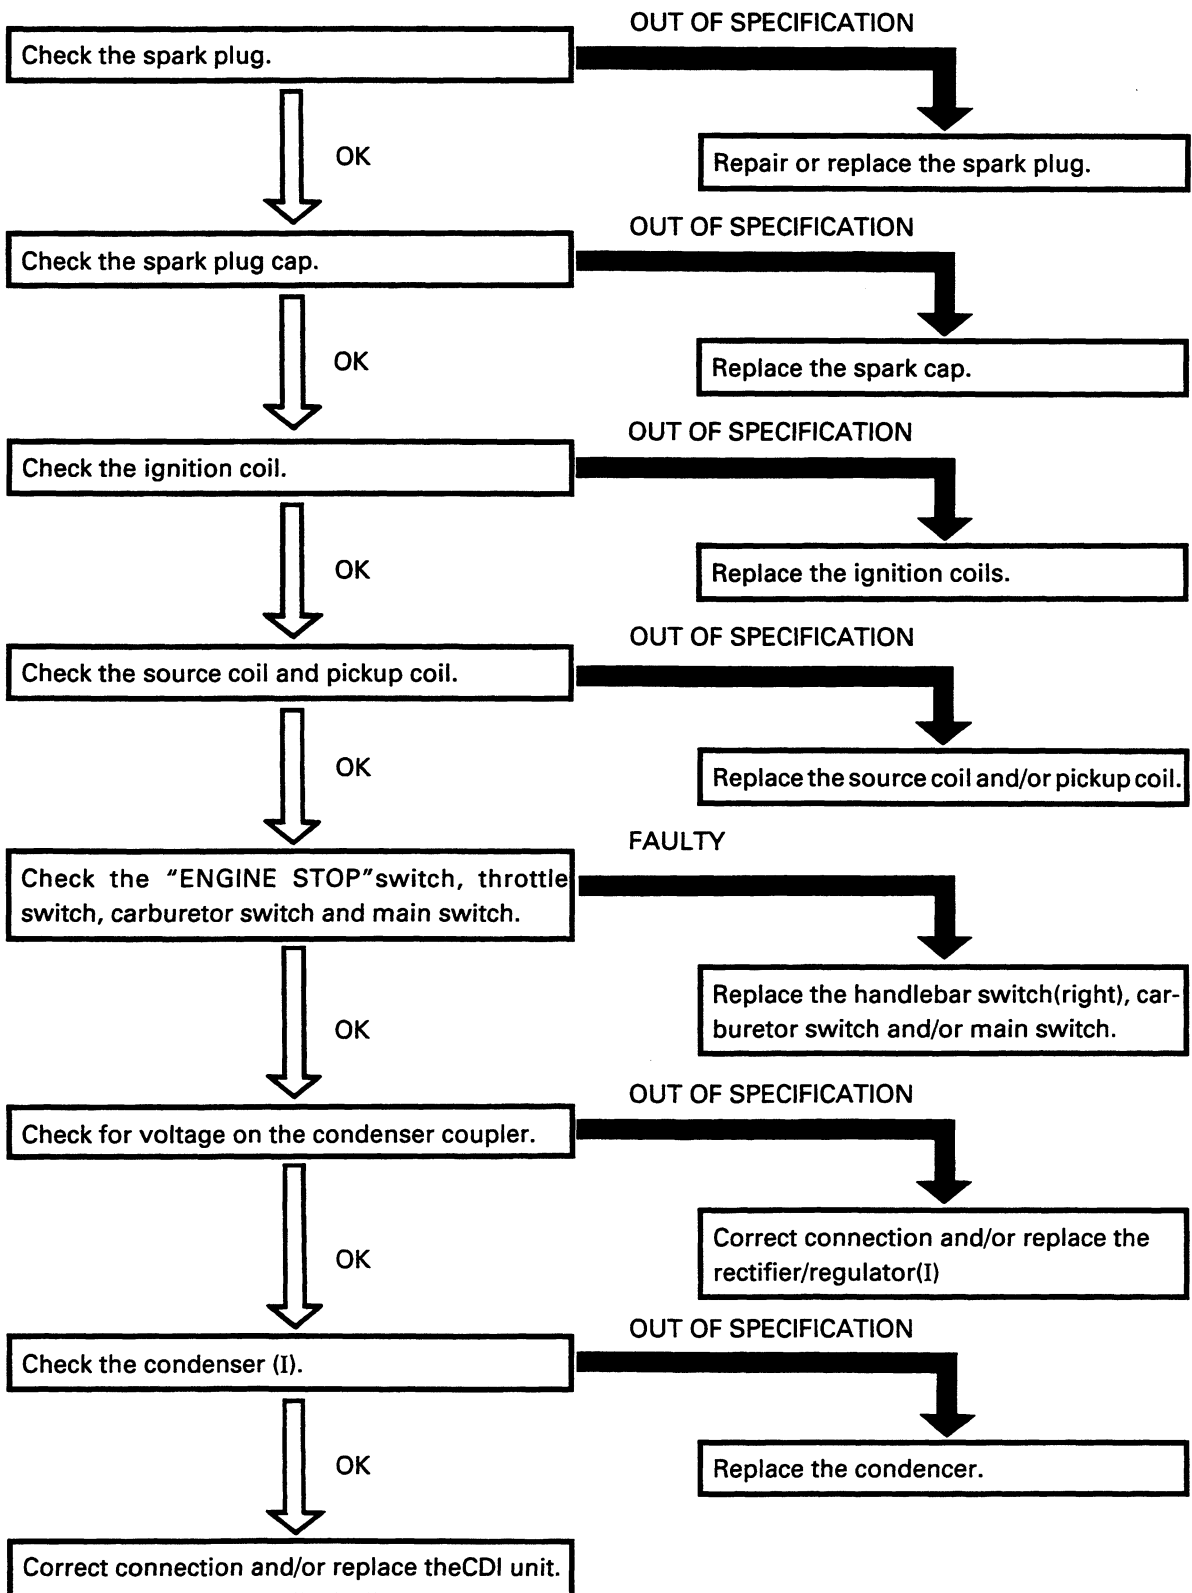 OUT OF SPECIFICATION
Check the spark plug.
OK
Repair or replace the spark plug.
OUT OF SPECIFICATION
Check the spark plug cap.
OK
Replace the spark cap.
OUT OF SPECIFICATION
Check the ignition coil.
OK
Replace the ignition coils.
OUT OF SPECIFICATION
Check the source coil and pickup coil.
OK
Replace the source coil and/or pickup coil.
FAULTY
Check the "ENGINE STOP"switch, throttle
switch, carburetor switch and main switch.
OK
Replace the handlebar switch(right), car-
buretor switch and/or main switch.
OUT OF SPECIFICATION
Check for voltage on the condenser coupler.
OK
Correct connection and/or replace the
rectifier/regulator(I)
OUT OF SPECIFICATION
Check the condenser (I).
OK
Replace the condencer.
Correct connection and/or replace theCDI unit.